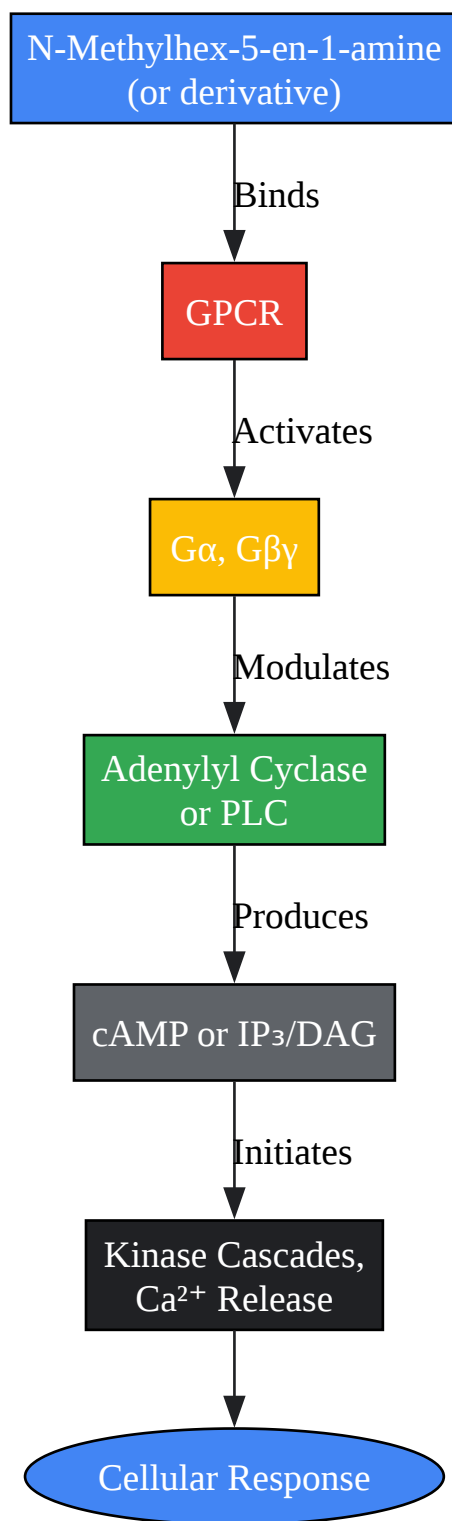 N-Methylhex-5-en-1-amine
(or derivative)
Binds
GPCR
Activates
Gα, Gβγ
Modulates
Adenylyl Cyclase
or PLC
Produces
cAMP or IP₃/DAG
Initiates
Kinase Cascades,
Ca²⁺ Release
Cellular Response